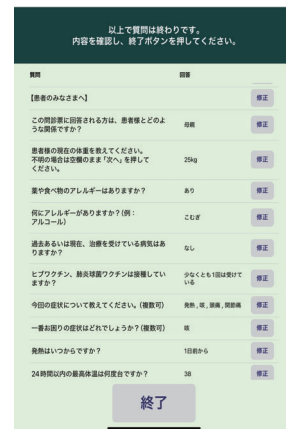 以上で質問は終わりです。
内容を確認し、終了ボタンを押してください。
質問 回答
【患者のみなさまへ】 修正
この問診票に回答される方は、患者様とどのよ
うな関係ですか？ 母親 修正
患者様の現在の体重を教えてください。
不明の場合は空欄のまま「次へ」を押して
ください。 25kg 修正
薬や食べ物のアレルギーはありますか？ あり 修正
何にアレルギーがありますか？(例：
アルコール) こむぎ 修正
過去あるいは現在、治療を受けている病気はあ
りますか？ なし 修正
ヒブワクチン、肺炎球菌ワクチンは接種してい
ますか？ 少なくとも1回は受けて
いる 修正
今回の症状について教えてください。(複数可) 発熱 , 咳 , 頭痛 , 関節痛 修正
一番お困りの症状はどれでしょうか？(複数可) 咳 修正
発熱はいつからですか？ 1日前から 修正
24時間以内の最高体温は何度台ですか？ 38 修正
終了